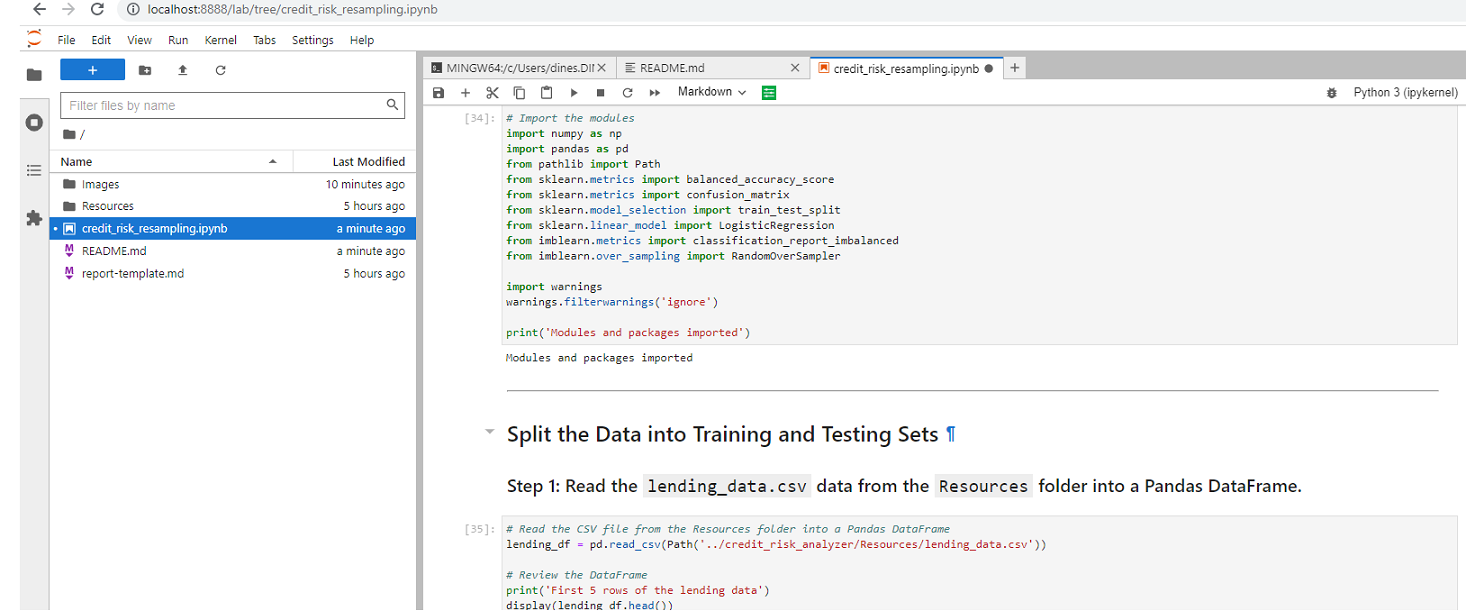 localhost:8888/lab/tree/credit_risk_resampling.ipynb
File Edit View Run Kernel Tabs Settings Help
+
Filter files by name
/
Name Last Modified
Images 10 minutes ago
Resources 5 hours ago
credit_risk_resampling.ipynb a minute ago
README.md a minute ago
report-template.md 5 hours ago
MINGW64:/c/Users/dines.DIN README.md credit_risk_resampling.ipynb
Markdown Python 3 (ipykernel)
[34]: # Import the modules
import numpy as np
import pandas as pd
from pathlib import Path
from sklearn.metrics import balanced_accuracy_score
from sklearn.metrics import confusion_matrix
from sklearn.model_selection import train_test_split
from sklearn.linear_model import LogisticRegression
from imblearn.metrics import classification_report_imbalanced
from imblearn.over_sampling import RandomOverSampler
import warnings
warnings.filterwarnings('ignore')
print('Modules and packages imported')
Modules and packages imported
Split the Data into Training and Testing Sets ¶
Step 1: Read the lending_data.csv data from the Resources folder into a Pandas DataFrame.
[35]: # Read the CSV file from the Resources folder into a Pandas DataFrame
lending_df = pd.read_csv(Path('../credit_risk_analyzer/Resources/lending_data.csv'))
# Review the DataFrame
print('First 5 rows of the lending data')
display(lending_df.head())